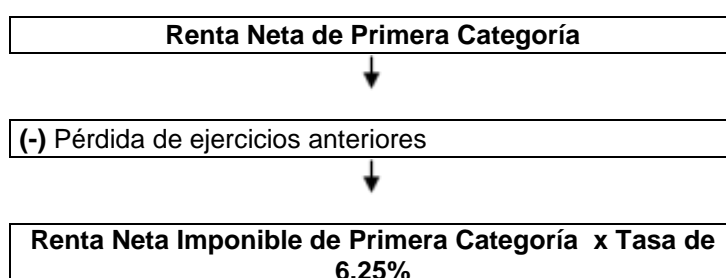 Renta Neta de Primera Categoría
(-) Pérdida de ejercicios anteriores
Renta Neta Imponible de Primera Categoría x Tasa de
6.25%